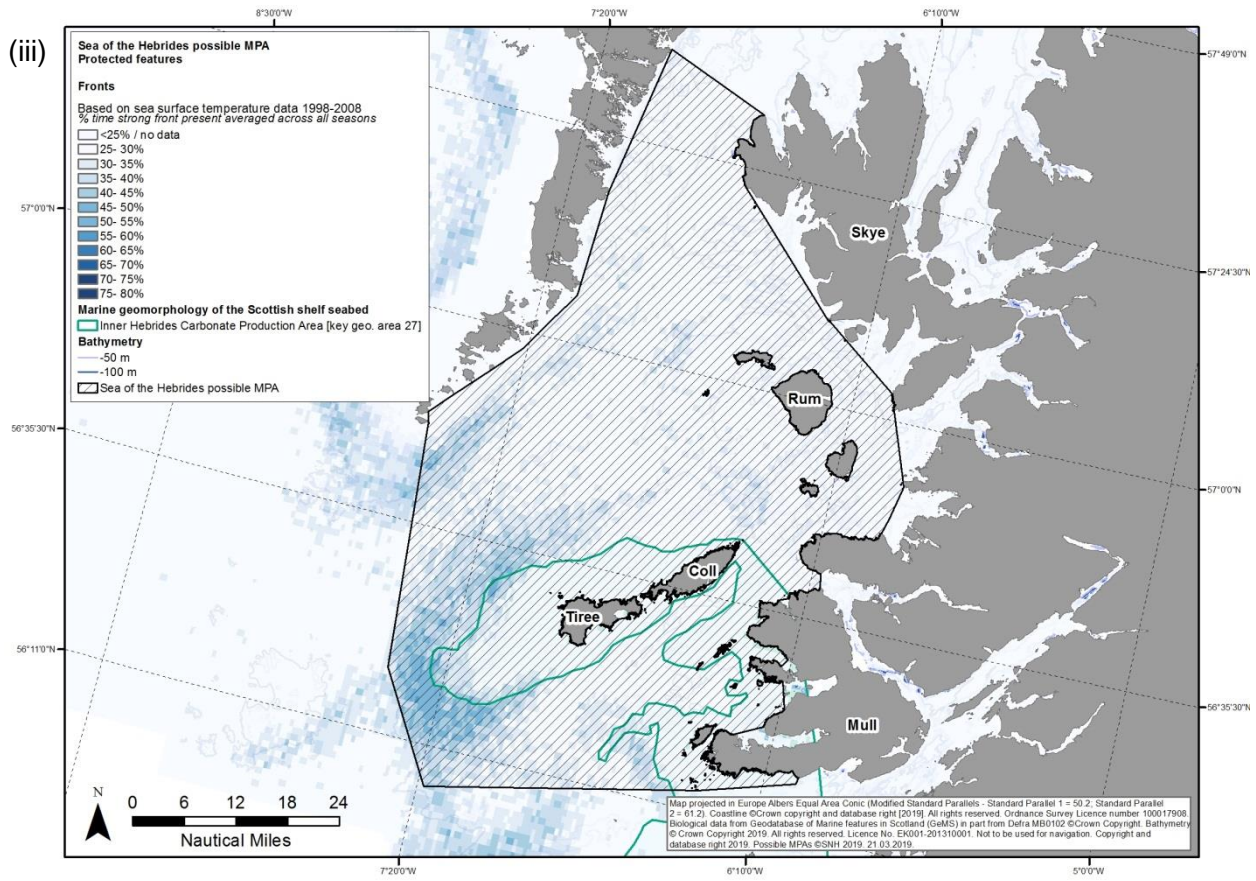 (iii)
8°30'0"W
7°20'0"W
6°10'0"W
Sea of the Hebrides possible MPA
Protected features
Fronts
Based on sea surface temperature data 1998-2008
% time strong front present averaged across all seasons
<25% / no data
25- 30%
30- 35%
35- 40%
40- 45%
45- 50%
50- 55%
55- 60%
60- 65%
65- 70%
70- 75%
75- 80%
Marine geomorphology of the Scottish shelf seabed
Inner Hebrides Carbonate Production Area [key geo. area 27]
Bathymetry
-50 m
-100 m
Sea of the Hebrides possible MPA
57°49'0"N
57°0'0"N
Skye
57°24'30"N
Rum
56°35'30"N
57°0'0"N
Coll
Tiree
56°11'0"N
Mull
56°35'30"N
N
0 6 12 18 24
Nautical Miles
Map projected in Europe Albers Equal Area Conic (Modified Standard Parallels - Standard Parallel 1 = 50.2; Standard Parallel
2 = 61.2). Coastline ©Crown copyright and database right [2019]. All rights reserved. Ordnance Survey Licence number 100017908.
Biological data from Geodatabase of Marine features in Scotland (GeMS) in part from Defra MB0102 ©Crown Copyright. Bathymetry
© Crown Copyright 2019. All rights reserved. Licence No. EK001-201310001. Not to be used for navigation. Copyright and
database right 2019. Possible MPAs ©SNH 2019. 21.03.2019.
7°20'0"W
6°10'0"W
5°0'0"W